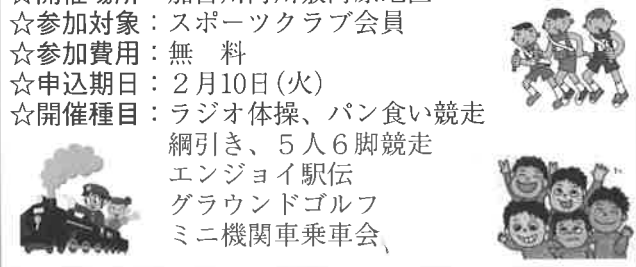 ☆参加対象：スポーツクラブ会員
☆参加費用：無　料
☆申込期日：２月10日(火)
☆開催種目：ラジオ体操、パン食い競走
綱引き、５人６脚競走
エンジョイ駅伝
グラウンドゴルフ
ミニ機関車乗車会